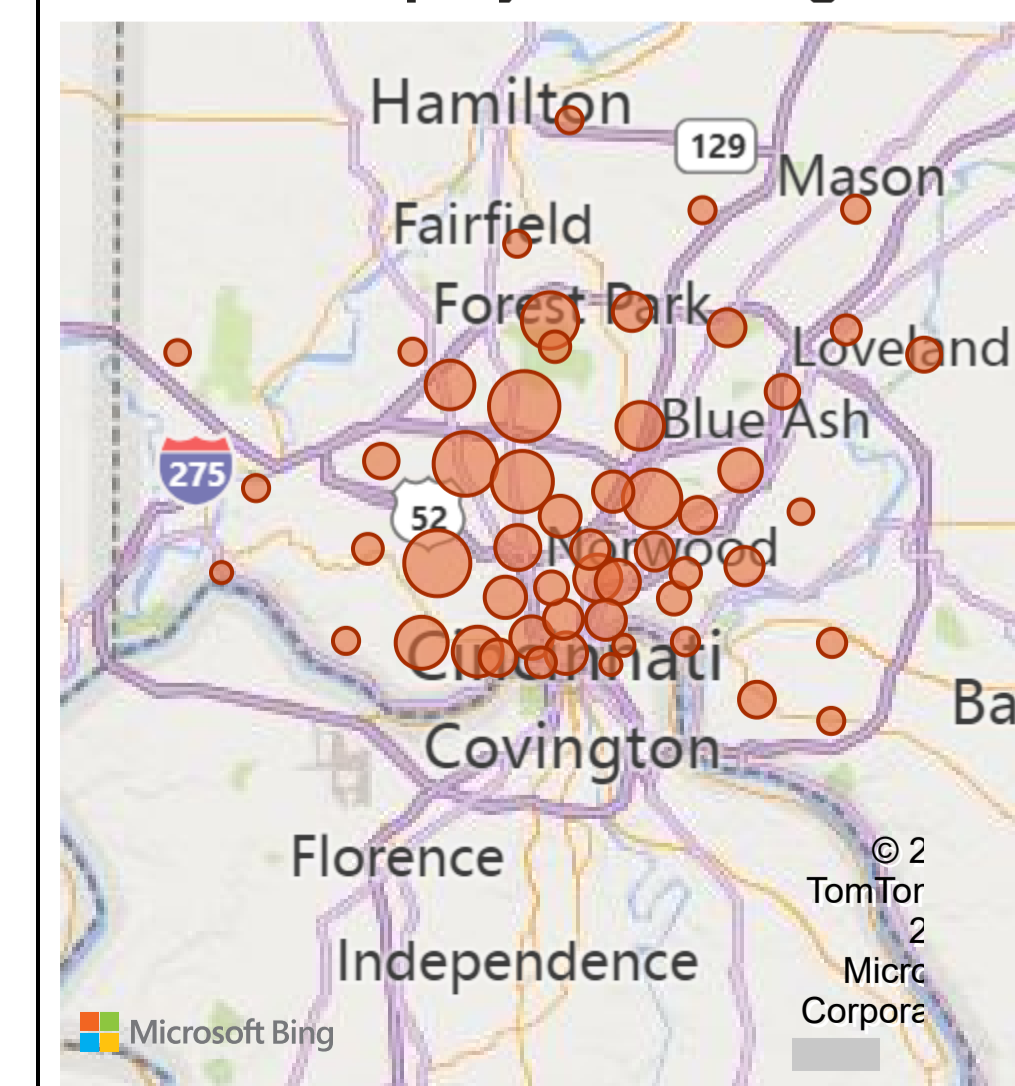 Hamilton
129
Mason
Fairfield
Forest Park
Loveland
Blue Ash
275
52
Norwood
Cincinnati
Ba
Covington
Florence
© 2
TomTom
2
Independence
Micro
Corpora
Microsoft Bing